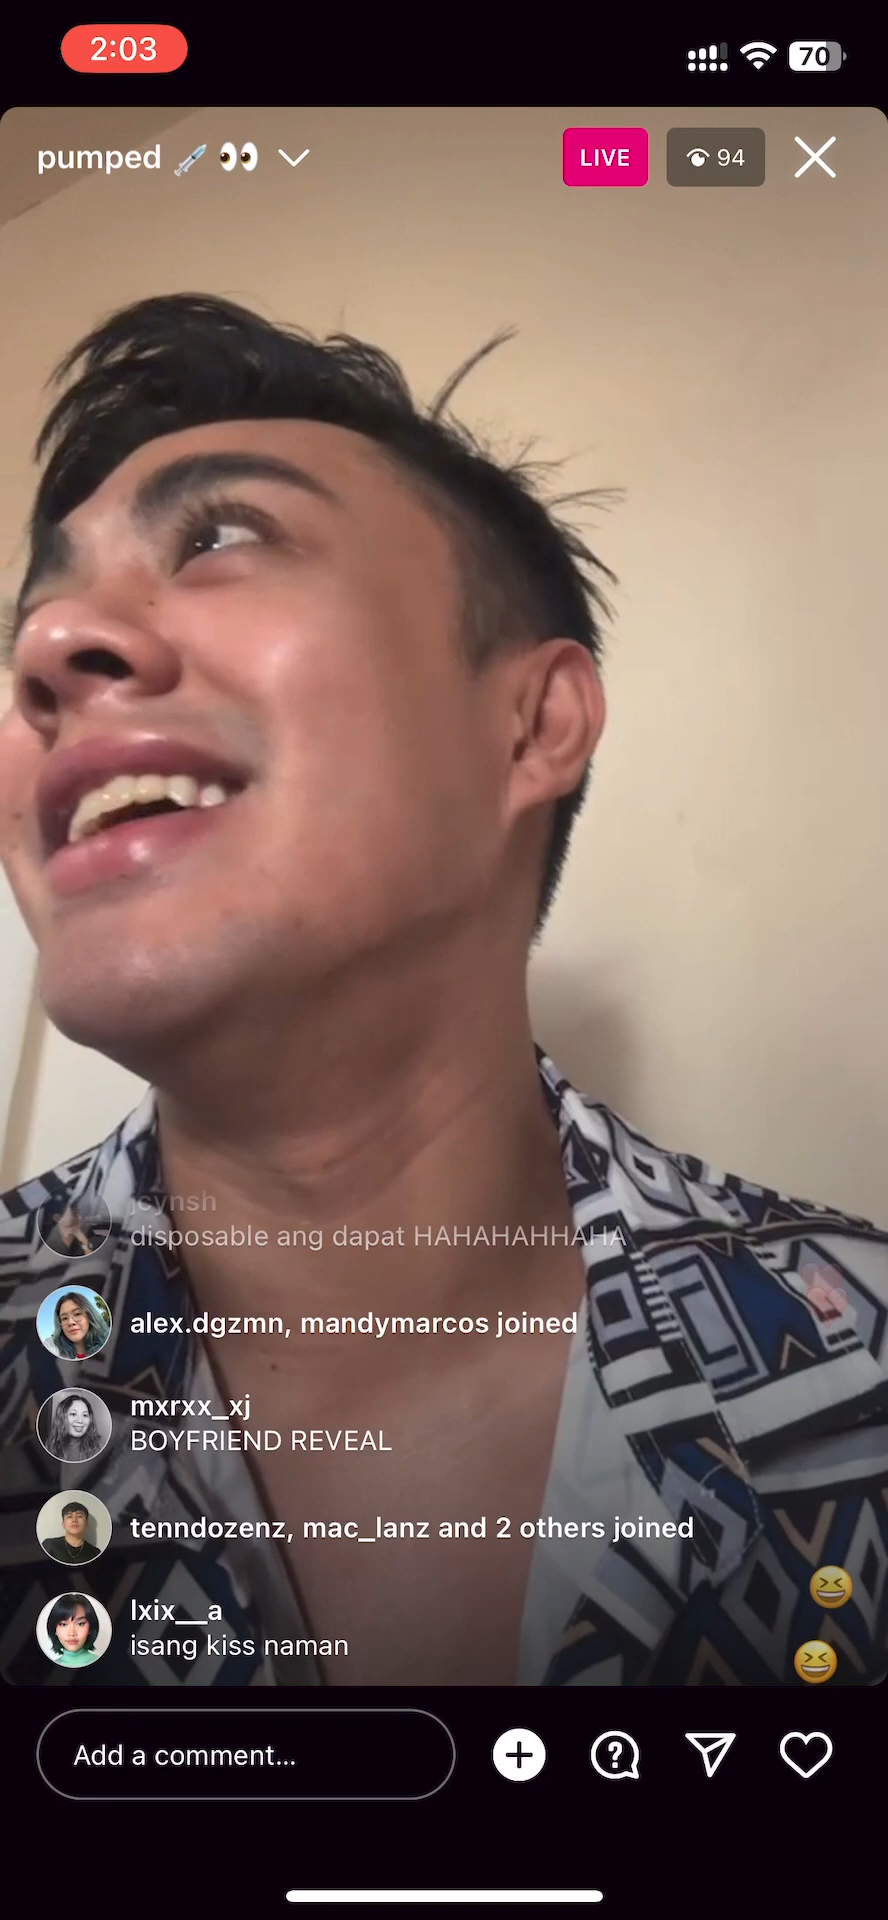 2:03
70
pumped 💉 👀
LIVE
94
jcynsh
disposable ang dapat HAHAHAHHAHA
alex.dgzmn, mandymarcos joined
mxrxx_xj
BOYFRIEND REVEAL
tenndozenz, mac_lanz and 2 others joined
lxix__a
isang kiss naman
Add a comment...